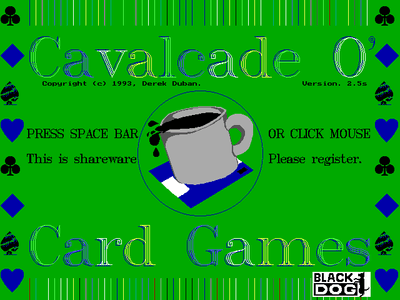 Cavalcade O'
Copyright (c) 1993, Derek Duban. Version. 2.5s
PRESS SPACE BAR OR CLICK MOUSE
This is shareware Please register.
Card Games
BLACK
DOG